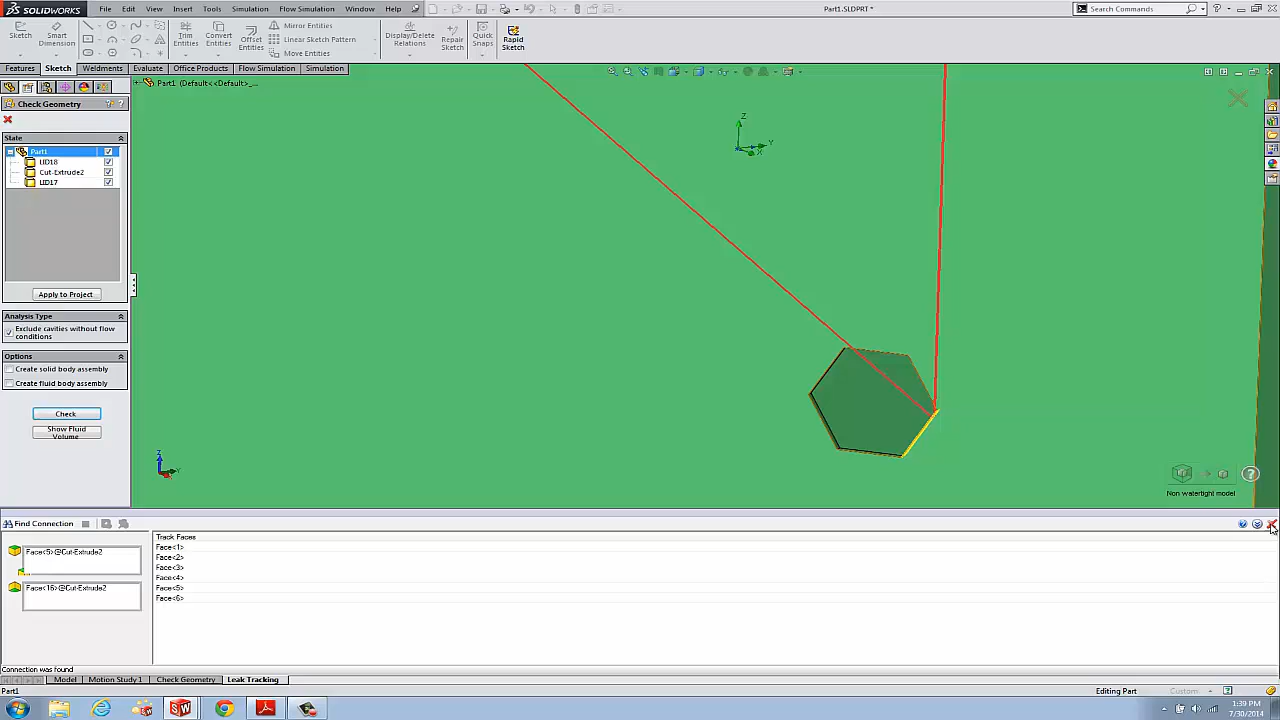 SOLIDWORKS File Edit View Insert Tools Simulation Flow Simulation Window Help Part1.SLDPRT * Search Commands
Sketch Smart Dimension Trim Entities Convert Entities Offset Entities Mirror Entities Linear Sketch Pattern Move Entities Display/Delete Relations Repair Sketch Quick Snaps Rapid Sketch
Features Sketch Weldments Evaluate Office Products Flow Simulation Simulation
Part1 (Default<<Default>_...
Check Geometry
State
Part1
LID18
Cut-Extrude2
LID17
Apply to Project
Analysis Type
Exclude cavities without flow
conditions
Options
Create solid body assembly
Create fluid body assembly
Check
Show Fluid
Volume
Z
Y
X
Z
Y
Non watertight model
Find Connection
Face<5>@Cut-Extrude2
Face<16>@Cut-Extrude2
Track Faces
Face<1>
Face<2>
Face<3>
Face<4>
Face<5>
Face<6>
Connection was found
Model Motion Study 1 Check Geometry Leak Tracking
Part1 Editing Part Custom
1:39 PM
7/30/2014